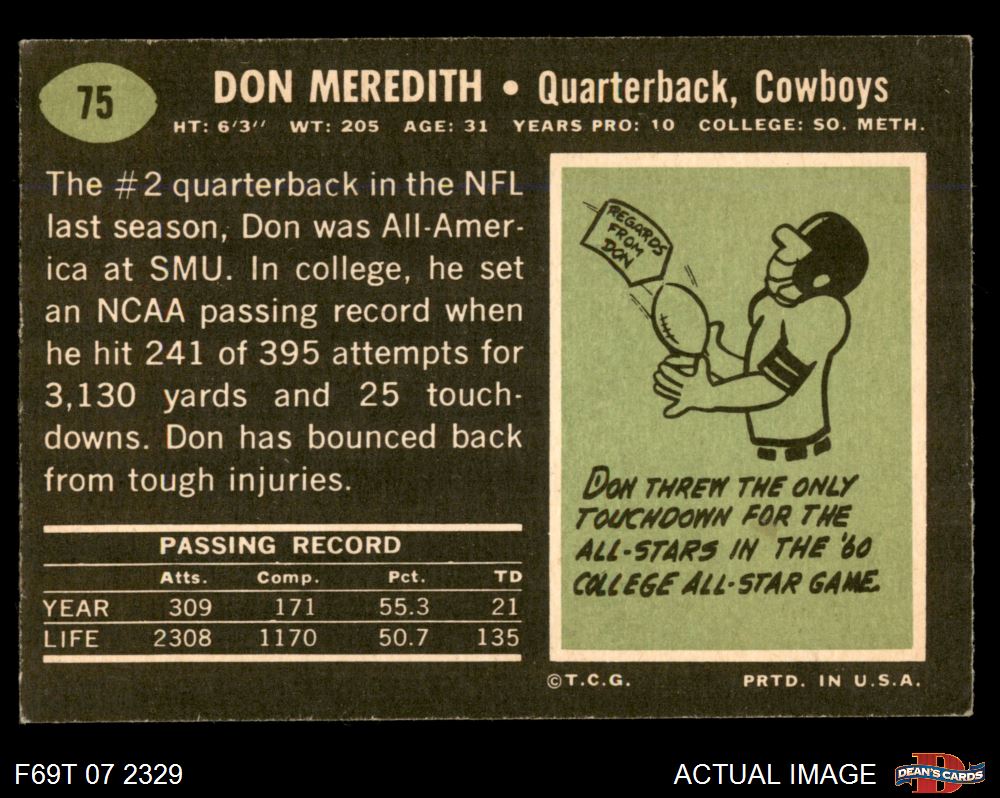 75
DON MEREDITH • Quarterback, Cowboys
HT: 6'3" WT: 205 AGE: 31 YEARS PRO: 10 COLLEGE: SO. METH.
The #2 quarterback in the NFL
last season, Don was All-Amer-
ica at SMU. In college, he set
an NCAA passing record when
he hit 241 of 395 attempts for
3,130 yards and 25 touch-
downs. Don has bounced back
from tough injuries.
PASSING RECORD
Atts. Comp. Pct. TD
YEAR 309 171 55.3 21
LIFE 2308 1170 50.7 135
REGARDS
FROM
DON
DON THREW THE ONLY
TOUCHDOWN FOR THE
ALL-STARS IN THE '60
COLLEGE ALL-STAR GAME.
©T.C.G. PRTD. IN U.S.A.
F69T 07 2329
ACTUAL IMAGE
DEAN'S CARDS